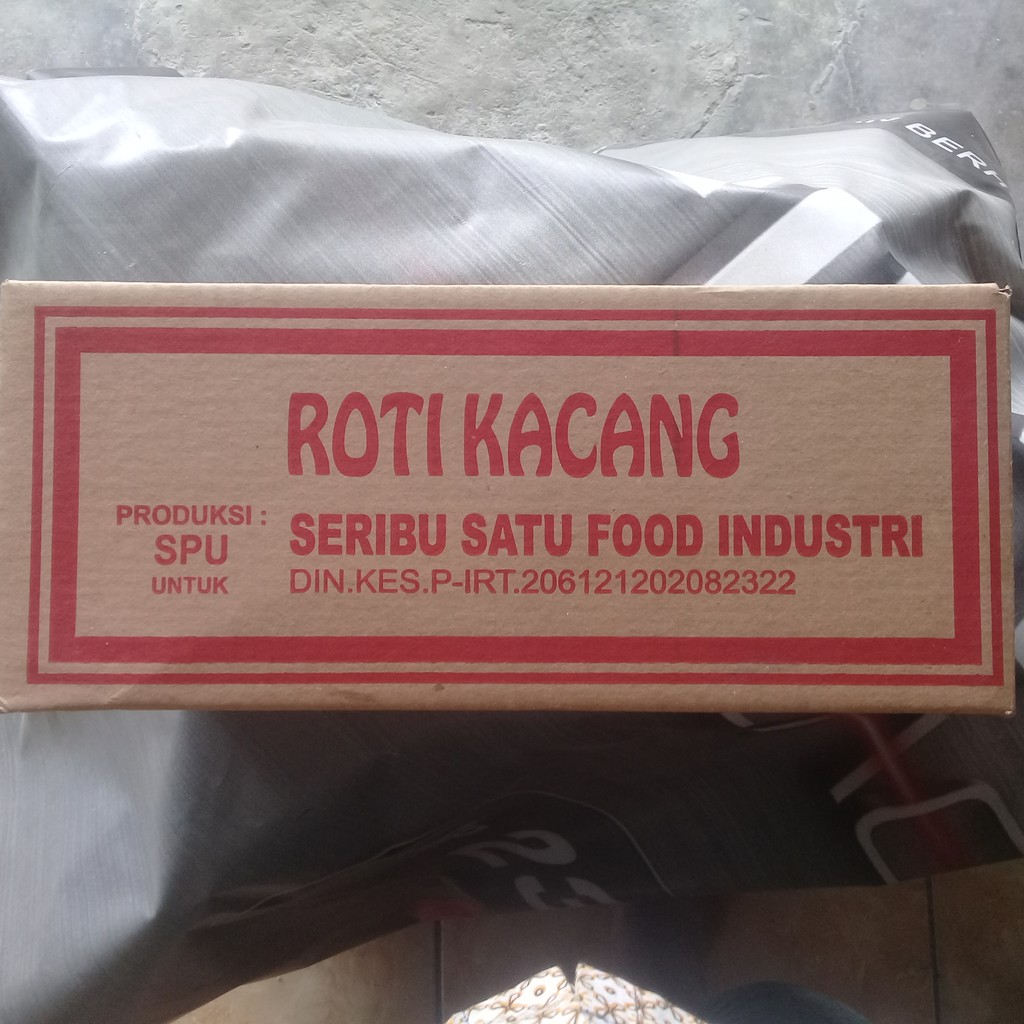 ROTI KACANG
PRODUKSI :
SPU
UNTUK
SERIBU SATU FOOD INDUSTRI
DIN.KES.P-IRT.206121202082322